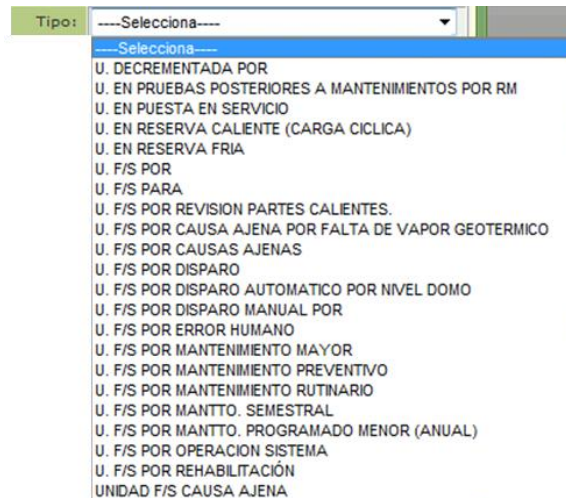 Tipo: ----Selecciona----
----Selecciona----
U. DECREMENTADA POR
U. EN PRUEBAS POSTERIORES A MANTENIMIENTOS POR RM
U. EN PUESTA EN SERVICIO
U. EN RESERVA CALIENTE (CARGA CICLICA)
U. EN RESERVA FRIA
U. F/S POR
U. F/S PARA
U. F/S POR REVISION PARTES CALIENTES.
U. F/S POR CAUSA AJENA POR FALTA DE VAPOR GEOTERMICO
U. F/S POR CAUSAS AJENAS
U. F/S POR DISPARO
U. F/S POR DISPARO AUTOMATICO POR NIVEL DOMO
U. F/S POR DISPARO MANUAL POR
U. F/S POR ERROR HUMANO
U. F/S POR MANTENIMIENTO MAYOR
U. F/S POR MANTENIMIENTO PREVENTIVO
U. F/S POR MANTENIMIENTO RUTINARIO
U. F/S POR MANTTO. SEMESTRAL
U. F/S POR MANTTO. PROGRAMADO MENOR (ANUAL)
U. F/S POR OPERACION SISTEMA
U. F/S POR REHABILITACIÓN
UNIDAD F/S CAUSA AJENA